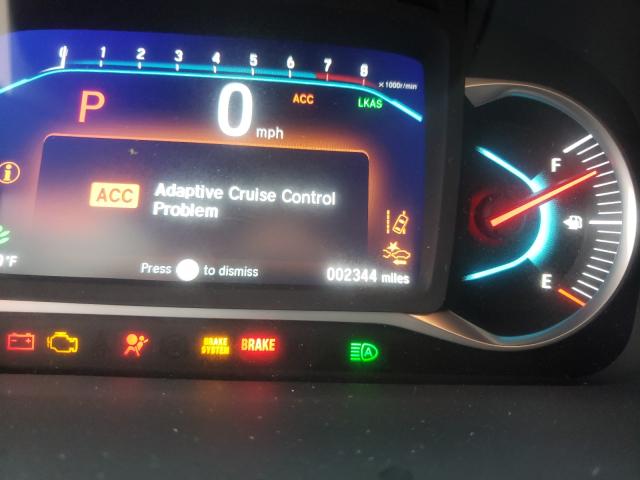 0 1 2 3 4 5 6 7 8
x1000r/min
P 0 mph
ACC
LKAS
ACC Adaptive Cruise Control
Problem
Press to dismiss
002344 miles
°F
F
E
BRAKE
SYSTEM
BRAKE
A